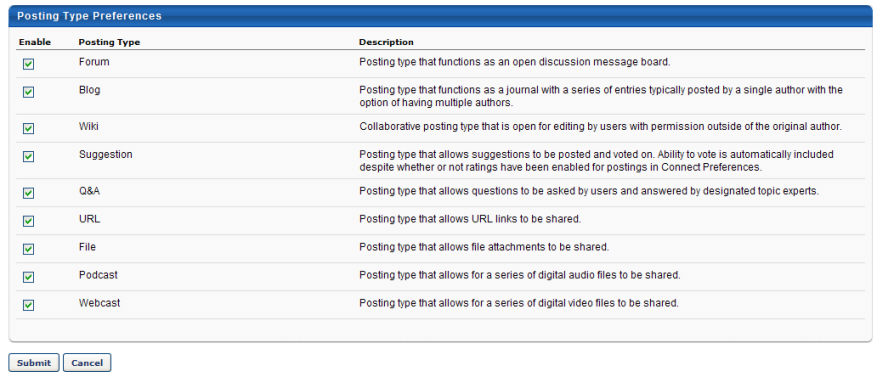 Posting Type Preferences
Enable Posting Type Description
Forum Posting type that functions as an open discussion message board.
Blog Posting type that functions as a journal with a series of entries typically posted by a single author with the
option of having multiple authors.
Wiki Collaborative posting type that is open for editing by users with permission outside of the original author.
Suggestion Posting type that allows suggestions to be posted and voted on. Ability to vote is automatically included
despite whether or not ratings have been enabled for postings in Connect Preferences.
Q&A Posting type that allows questions to be asked by users and answered by designated topic experts.
URL Posting type that allows URL links to be shared.
File Posting type that allows file attachments to be shared.
Podcast Posting type that allows for a series of digital audio files to be shared.
Webcast Posting type that allows for a series of digital video files to be shared.
Submit Cancel